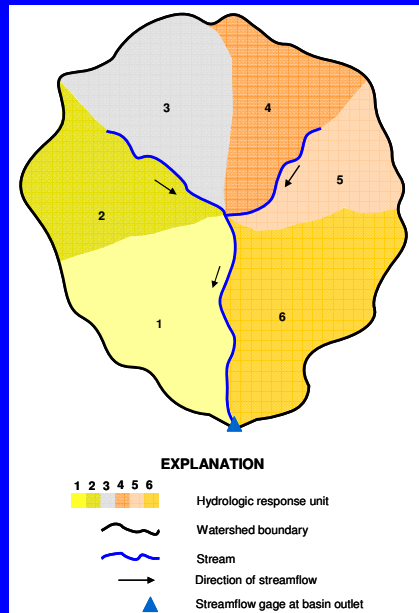 3
4
5
2
1
6
EXPLANATION
1 2 3 4 5 6
Hydrologic response unit
Watershed boundary
Stream
Direction of streamflow
Streamflow gage at basin outlet